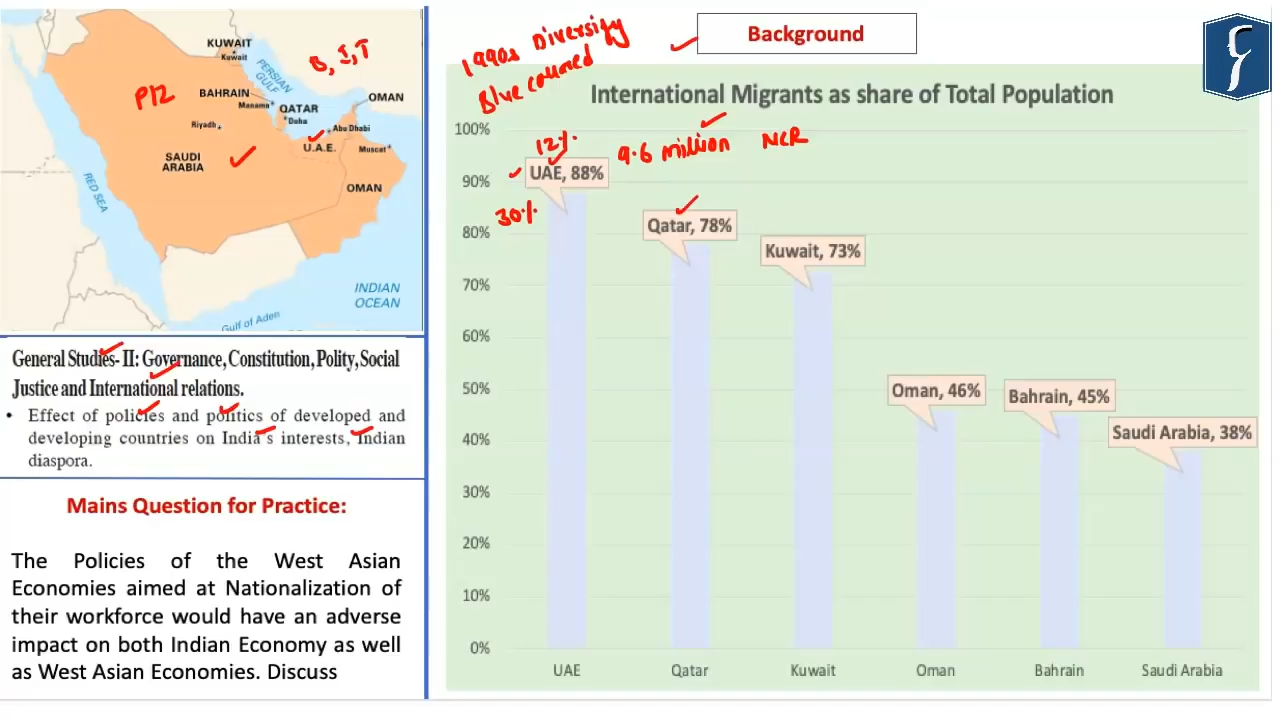 KUWAIT
Kuwait
PERSIAN
GULF
B, I, T
BAHRAIN
Manama
QATAR
Doha
OMAN
Abu Dhabi
Riyadh
U.A.E.
Muscat
SAUDI
ARABIA
OMAN
RED SEA
INDIAN
OCEAN
Gulf of Aden
General Studies- II: Governance, Constitution, Polity, Social
Justice and International relations.
• Effect of policies and politics of developed and
developing countries on India's interests, Indian
diaspora.
Mains Question for Practice:
The Policies of the West Asian
Economies aimed at Nationalization of
their workforce would have an adverse
impact on both Indian Economy as well
as West Asian Economies. Discuss
1990s Diversify
Blue
Background
International Migrants as share of Total Population
100%
12%
9.6 million NCR
90%
UAE, 88%
30%
80%
Qatar, 78%
Kuwait, 73%
70%
60%
50%
Oman, 46%
Bahrain, 45%
40%
Saudi Arabia, 38%
30%
20%
10%
0%
UAE Qatar Kuwait Oman Bahrain Saudi Arabia